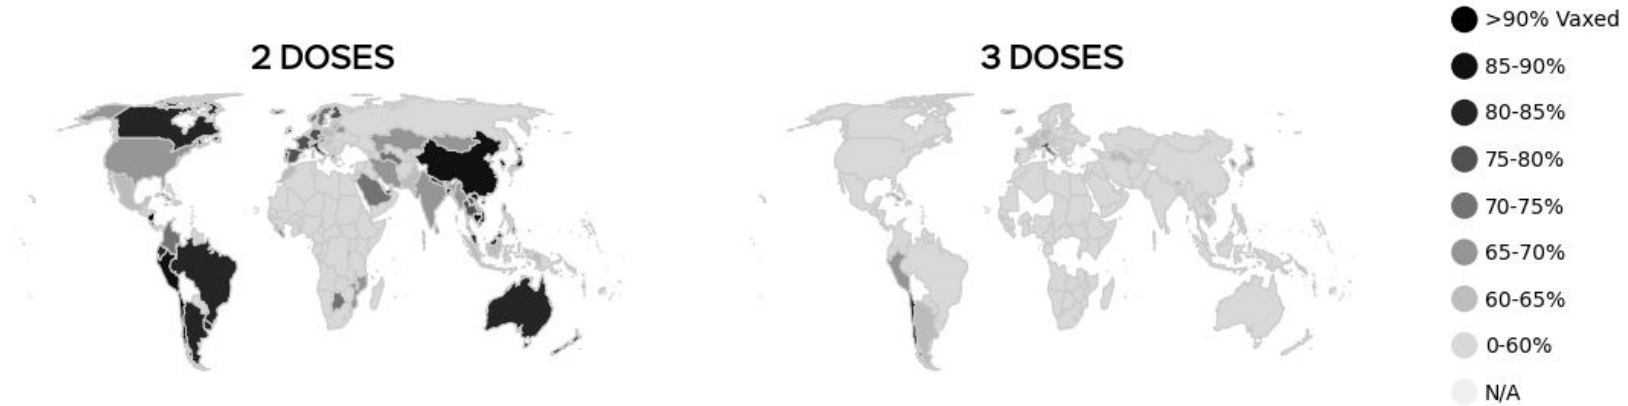 2 DOSES
3 DOSES
>90% Vaxed
85-90%
80-85%
75-80%
70-75%
65-70%
60-65%
0-60%
N/A